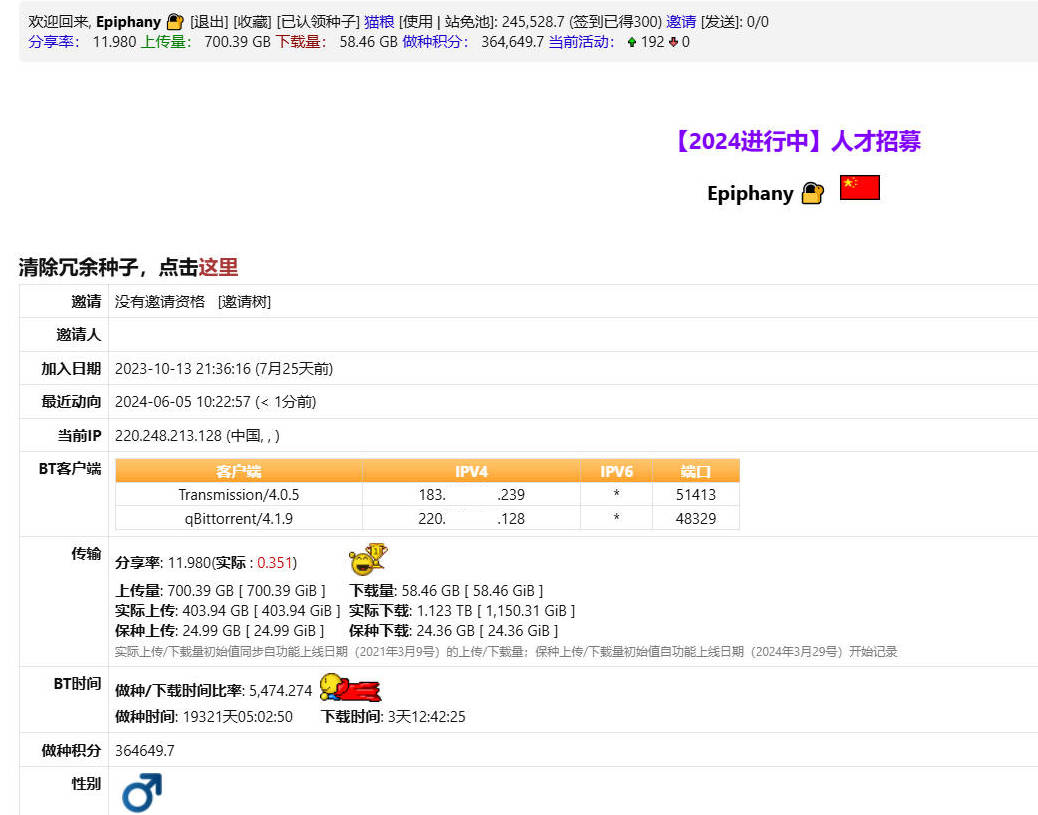 欢迎回来, Epiphany [退出] [收藏] [已认领种子] 猫粮 [使用 | 站免池]: 245,528.7 (签到已得300) 邀请 [发送]: 0/0
分享率： 11.980 上传量： 700.39 GB 下载量： 58.46 GB 做种积分： 364,649.7 当前活动： 192 0
【2024进行中】人才招募
Epiphany
清除冗余种子，点击这里
邀请 没有邀请资格 [邀请树]
邀请人
加入日期 2023-10-13 21:36:16 (7月25天前)
最近动向 2024-06-05 10:22:57 (< 1分前)
当前IP 220.248.213.128 (中国, , )
BT客户端 客户端 IPV4 IPV6 端口
Transmission/4.0.5 183. .239 * 51413
qBittorrent/4.1.9 220. .128 * 48329
传输 分享率: 11.980(实际 : 0.351)
上传量: 700.39 GB [ 700.39 GiB ] 下载量: 58.46 GB [ 58.46 GiB ]
实际上传: 403.94 GB [ 403.94 GiB ] 实际下载: 1.123 TB [ 1,150.31 GiB ]
保种上传: 24.99 GB [ 24.99 GiB ] 保种下载: 24.36 GB [ 24.36 GiB ]
实际上传/下载量初始值同步自功能上线日期（2021年3月9号）的上传/下载量；保种上传/下载量初始值自功能上线日期（2024年3月29号）开始记录
BT时间 做种/下载时间比率: 5,474.274
做种时间: 19321天05:02:50 下载时间: 3天12:42:25
做种积分 364649.7
性别